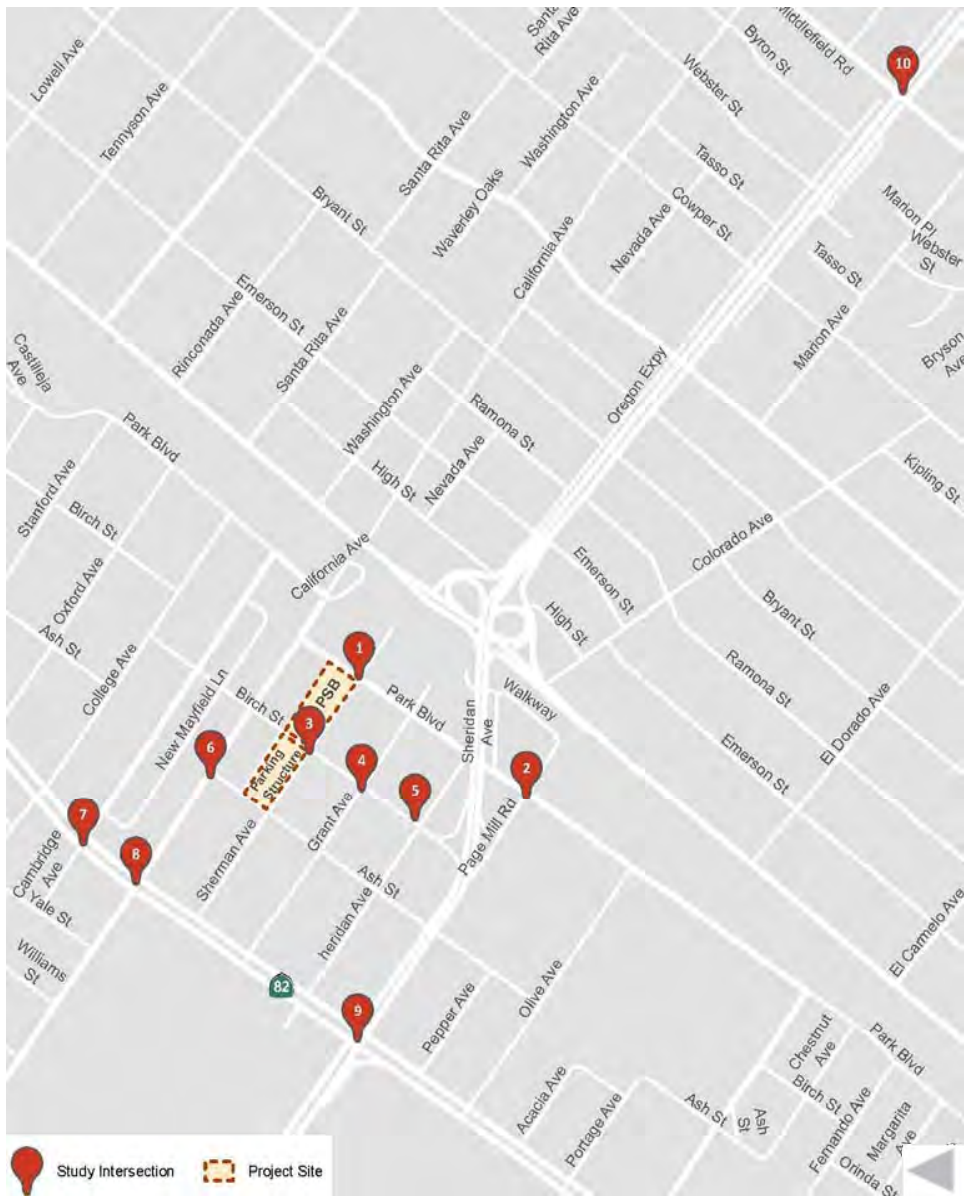 Lowell Ave
Tennyson Ave
Santa
Rita Ave
Middlefield Rd
Byron St
Webster St
10
Santa Rita Ave
Washington Ave
Waverley Oaks
Tasso St
Bryant St
Cowper St
Nevada Ave
California Ave
Marion Pl
Webster
St
Tasso St
Marion Ave
Bryson
Ave
Emerson St
Rinconada Ave
Santa Rita Ave
Castilleja
Ave
Park Blvd
Washington Ave
Ramona St
Oregon Expy
High St
Nevada Ave
Kipling St
Stanford Ave
Birch St
Oxford Ave
Ash St
College Ave
California Ave
Colorado Ave
Emerson St
High St
Bryant St
Ramona St
El Dorado Ave
Emerson St
New Mayfield Ln
Birch St
1
PSB
Park Blvd
Walkway
Sheridan
Ave
3
Parking
Structure
6
4
5
2
Page Mill Rd
Grant Ave
Sherman Ave
Ash St
heridan Ave
7
8
Cambridge
Ave
Yale St
Williams
St
82
9
Pepper Ave
Olive Ave
El Carmelo Ave
Acacia Ave
Portage Ave
Ash St
Ash
St
Chestnut
Ave
Birch St
Park Blvd
Fernando Ave
Margarita
Ave
Orinda St
Study Intersection
Project Site